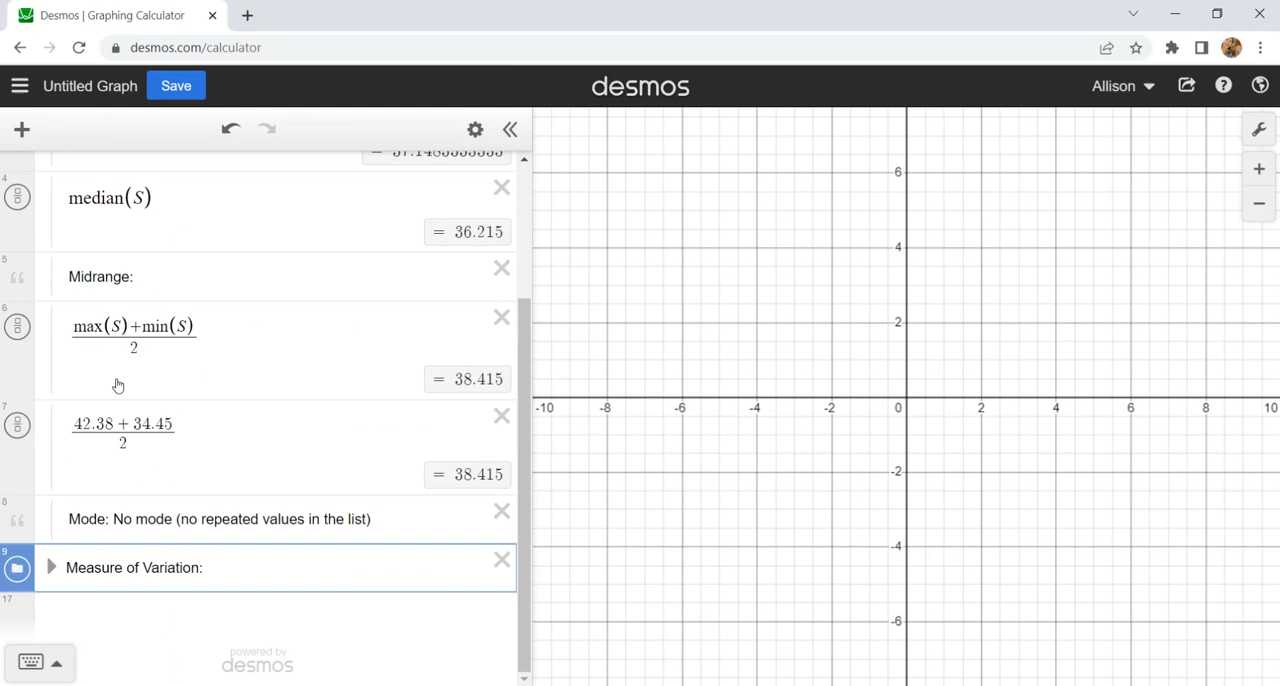 Desmos | Graphing Calculator
desmos.com/calculator
Untitled Graph Save desmos Allison
4
median(S)
= 36.215
5
Midrange:
6
max(S)+min(S)
2
= 38.415
7
42.38 + 34.45
2
= 38.415
8
Mode: No mode (no repeated values in the list)
9
Measure of Variation:
17
powered by
desmos
6
4
2
-10 -8 -6 -4 -2 0 2 4 6 8 10
-2
-4
-6